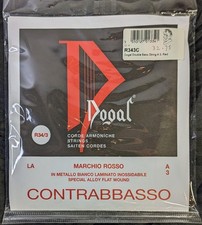 R343C
Dogal
CORDE ARMONICHE
STRINGS
SAITEN CORDES
R34/3
LA
MARCHIO ROSSO
A
3
IN METALLO BIANCO LAMINATO INOSSIDABILE
SPECIAL ALLOY FLAT WOUND
CONTRABBASSO